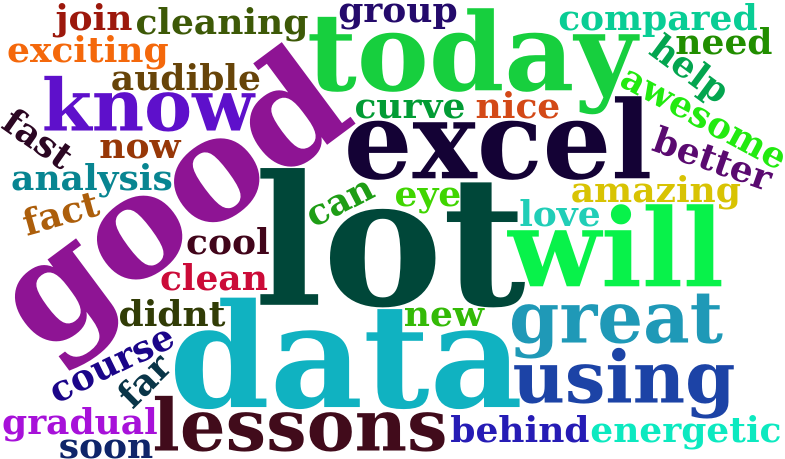 join
cleaning
group
compared
exciting
today
need
help
audible
awesome
know
good
curve
nice
fast
now
excel
better
analysis
can
eye
amazing
fact
lot
love
cool
will
clean
didnt
new
great
course
data
far
using
gradual
lessons
behind
energetic
soon